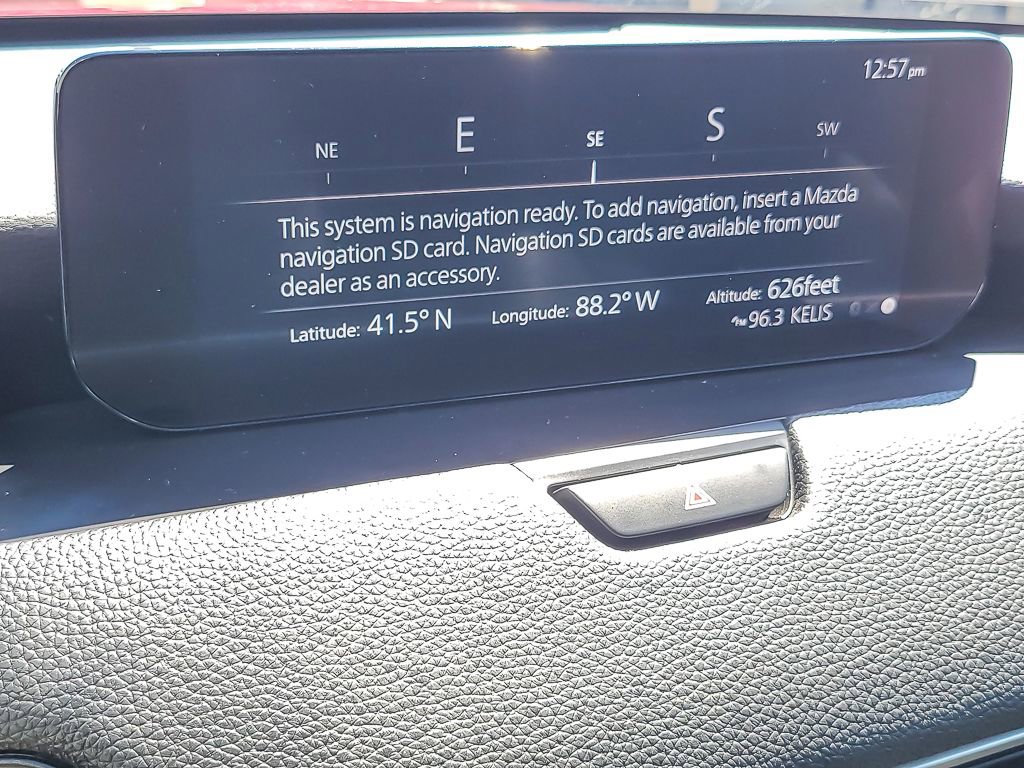 12:57pm
NE E SE S SW
This system is navigation ready. To add navigation, insert a Mazda
navigation SD card. Navigation SD cards are available from your
dealer as an accessory.
Latitude: 41.5° N Longitude: 88.2° W Altitude: 626feet
FM 96.3 KELIS